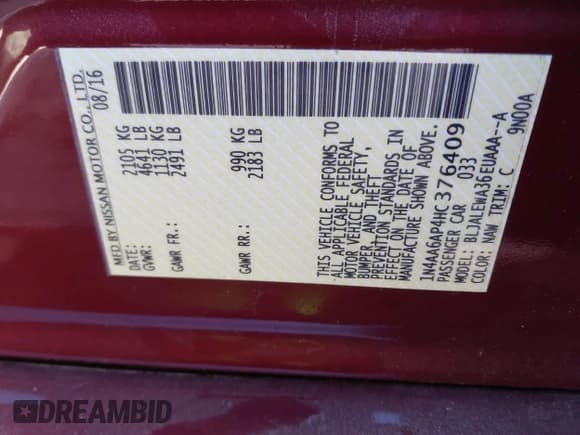 MFD BY NISSAN MOTOR CO., LTD.
DATE: 08/16
GVWR: 2105 KG
4641 LB
GAWR FR.: 1130 KG
2491 LB
GAWR RR.: 990 KG
2183 LB
THIS VEHICLE CONFORMS TO
ALL APPLICABLE FEDERAL
MOTOR VEHICLE SAFETY,
BUMPER, AND THEFT
PREVENTION STANDARDS IN
EFFECT ON THE DATE OF
MANUFACTURE SHOWN ABOVE.
1N4AA6AP4HC376409
PASSENGER CAR 033
MODEL: BLJALEWA36EUAAA--A
COLOR: NAW TRIM: C 9N00A
DREAMBID